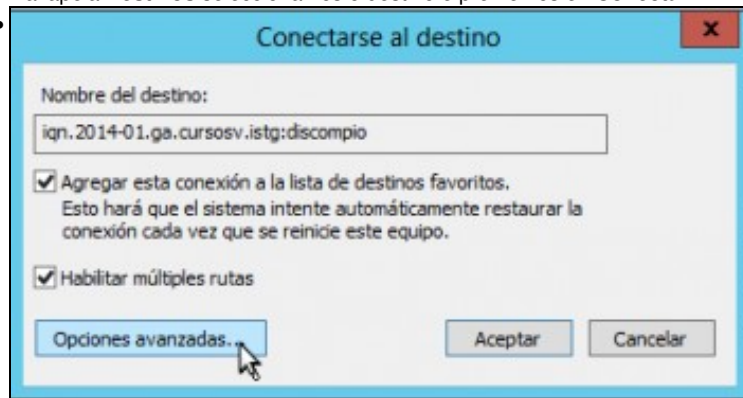 Conectarse al destino
x
Nombre del destino:
iqn.2014-01.ga.cursosv.istg:discompio
Agregar esta conexión a la lista de destinos favoritos.
Esto hará que el sistema intente automáticamente restaurar la
conexión cada vez que se reinicie este equipo.
Habilitar múltiples rutas
Opciones avanzadas...
Aceptar
Cancelar